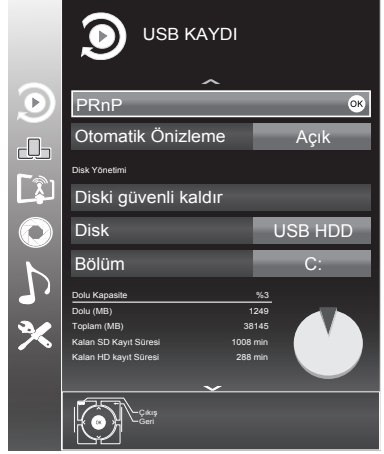 USB KAYDI
PRnP OK
Otomatik Önizleme Açık
Disk Yönetimi
Diski güvenli kaldır
Disk USB HDD
Bölüm C:
Dolu Kapasite %3
Dolu (MB) 1249
Toplam (MB) 38145
Kalan SD Kayıt Süresi 1008 min
Kalan HD kayıt Süresi 288 min
OK
Çıkış
Geri